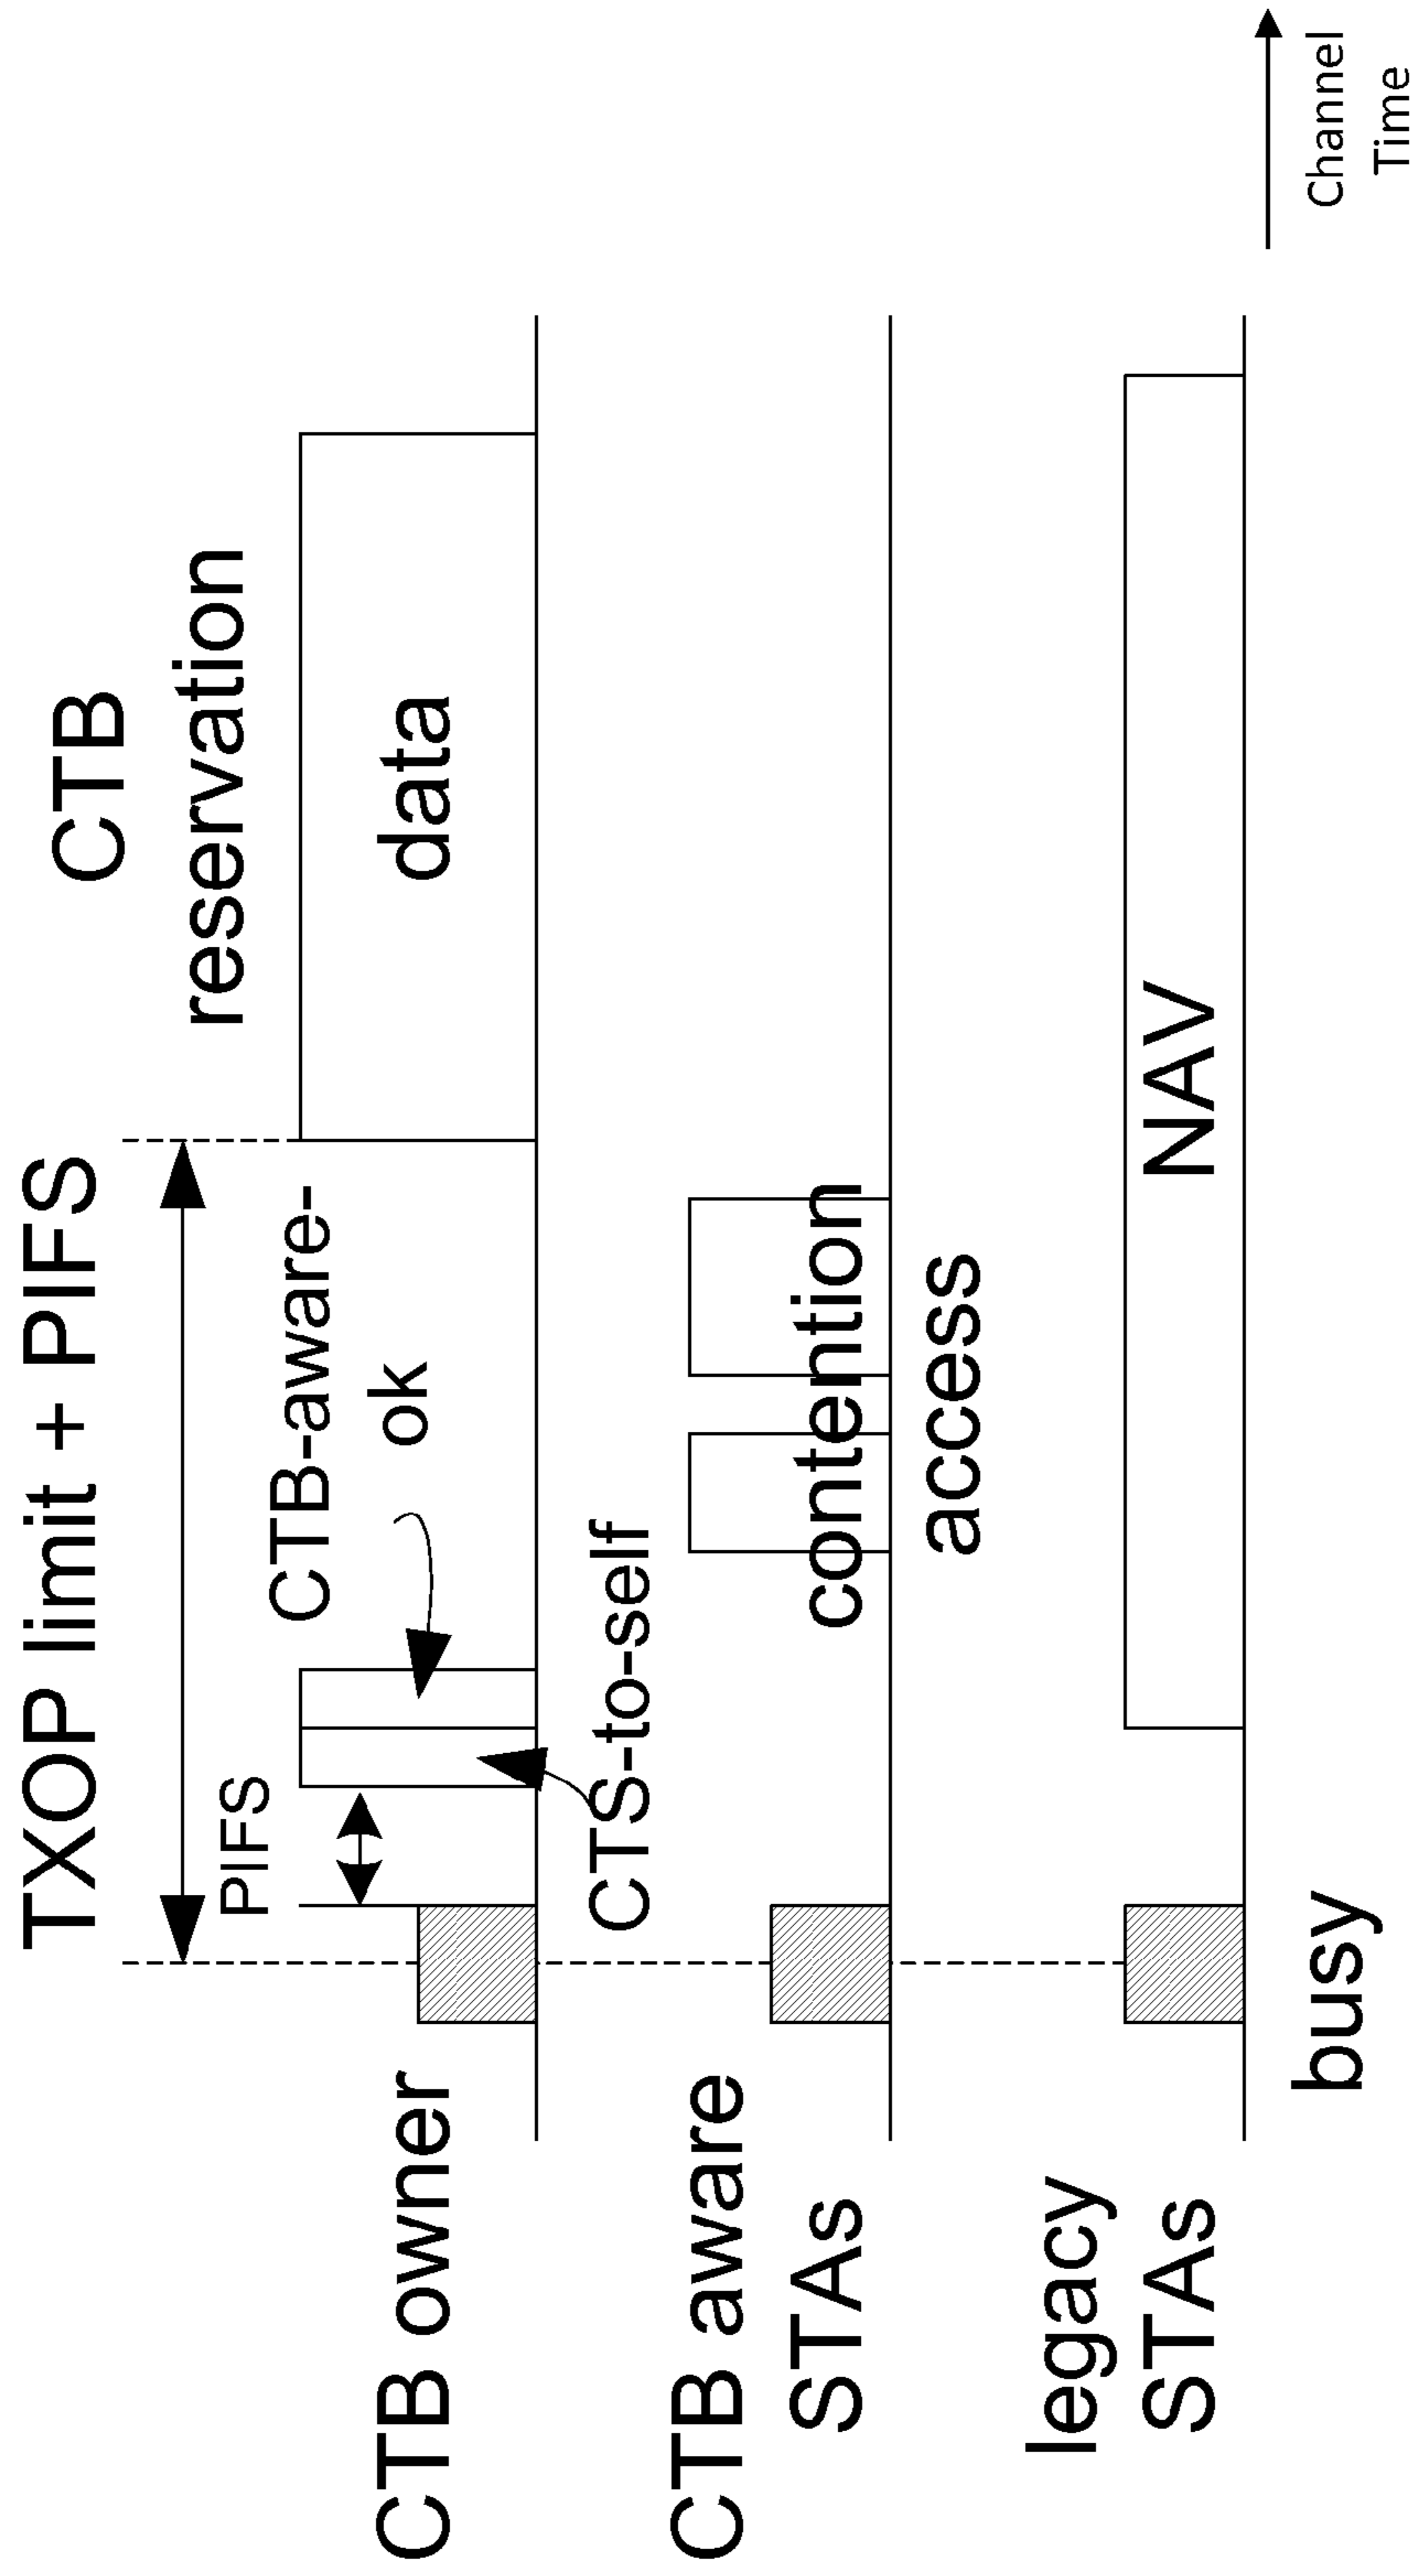 TXOP limit + PIFS
CTB
reservation
PIFS
CTB-aware-
ok
CTB owner
data
CTS-to-self
CTB aware
STAs
contention
access
legacy
STAs
NAV
busy
Channel
Time